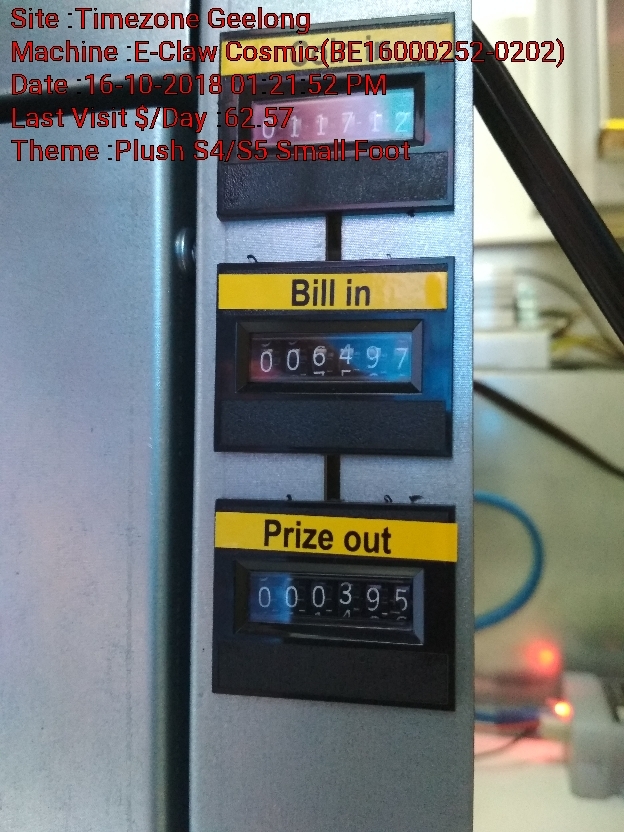 Site :Timezone Geelong
Machine :E-Claw Cosmic(BE16000252-0202)
Date :16-10-2018 01:21:52 PM
Last Visit $/Day :62.57
Theme :Plush S4/S5 Small Foot
011712
Bill in
006497
Prize out
000395